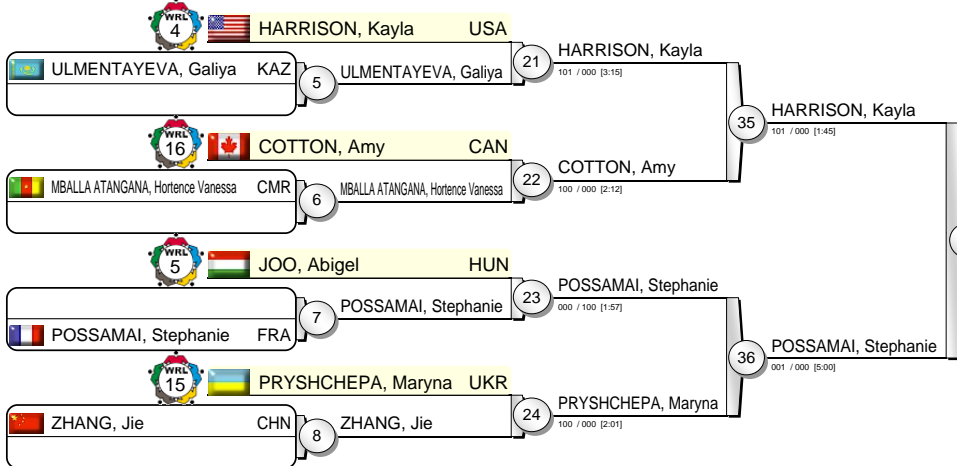 WRL
4
HARRISON, Kayla USA
ULMENTAYEVA, Galiya KAZ
5
ULMENTAYEVA, Galiya
21
HARRISON, Kayla
101 / 000 [3:15]
WRL
16
COTTON, Amy CAN
MBALLA ATANGANA, Hortence Vanessa CMR
6
MBALLA ATANGANA, Hortence Vanessa
22
COTTON, Amy
100 / 000 [2:12]
35
HARRISON, Kayla
101 / 000 [1:45]
WRL
5
JOO, Abigel HUN
POSSAMAI, Stephanie FRA
7
POSSAMAI, Stephanie
23
POSSAMAI, Stephanie
000 / 100 [1:57]
WRL
15
PRYSHCHEPA, Maryna UKR
ZHANG, Jie CHN
8
ZHANG, Jie
24
PRYSHCHEPA, Maryna
100 / 000 [2:01]
36
POSSAMAI, Stephanie
001 / 000 [5:00]